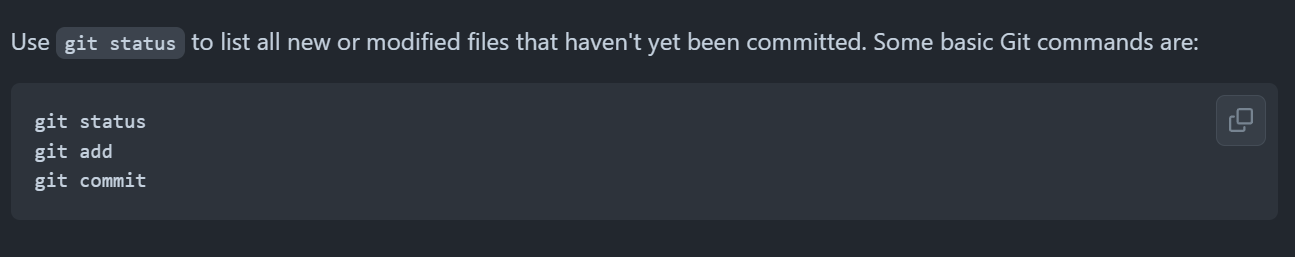 Use git status to list all new or modified files that haven't yet been committed. Some basic Git commands are:
git status
git add
git commit